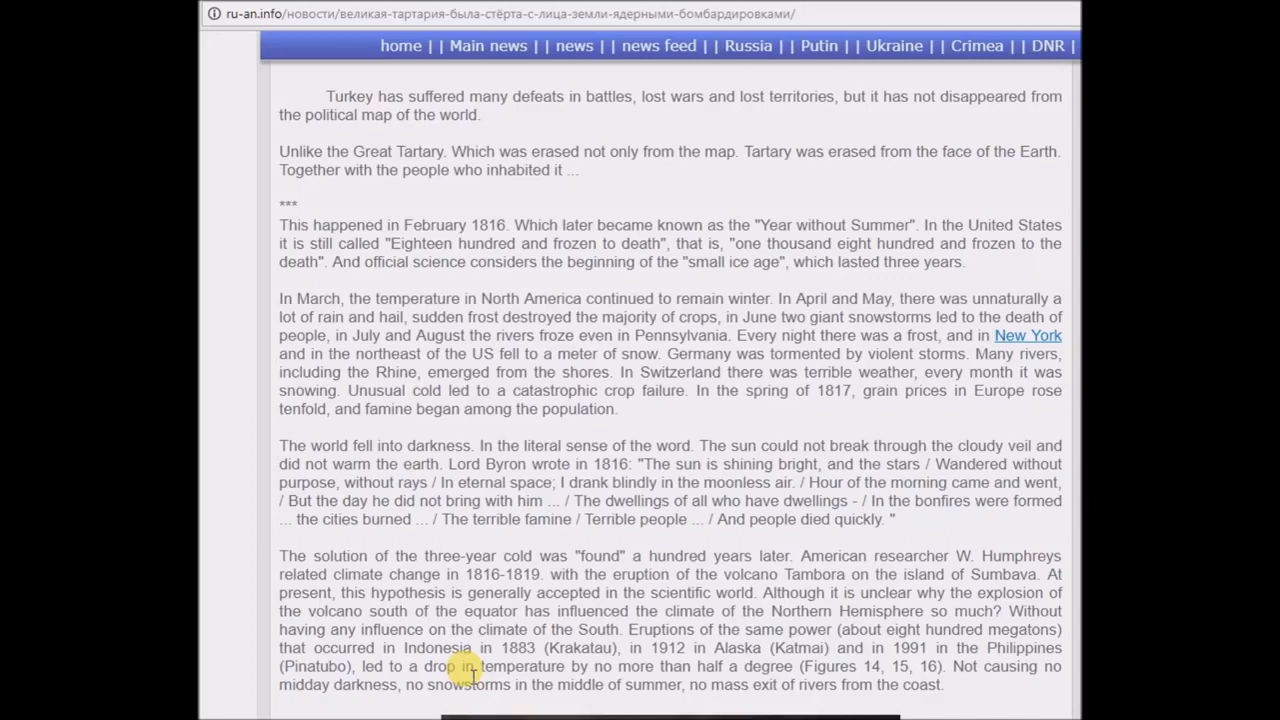 ru-an.info/новости/великая-тартария-была-стёрта-с-лица-земли-ядерными-бомбардировками/
home | | Main news | | news | | news feed | | Russia | | Putin | | Ukraine | | Crimea | | DNR |
Turkey has suffered many defeats in battles, lost wars and lost territories, but it has not disappeared from
the political map of the world.
Unlike the Great Tartary. Which was erased not only from the map. Tartary was erased from the face of the Earth.
Together with the people who inhabited it ...
***
This happened in February 1816. Which later became known as the "Year without Summer". In the United States
it is still called "Eighteen hundred and frozen to death", that is, "one thousand eight hundred and frozen to the
death". And official science considers the beginning of the "small ice age", which lasted three years.
In March, the temperature in North America continued to remain winter. In April and May, there was unnaturally a
lot of rain and hail, sudden frost destroyed the majority of crops, in June two giant snowstorms led to the death of
people, in July and August the rivers froze even in Pennsylvania. Every night there was a frost, and in New York
and in the northeast of the US fell to a meter of snow. Germany was tormented by violent storms. Many rivers,
including the Rhine, emerged from the shores. In Switzerland there was terrible weather, every month it was
snowing. Unusual cold led to a catastrophic crop failure. In the spring of 1817, grain prices in Europe rose
tenfold, and famine began among the population.
The world fell into darkness. In the literal sense of the word. The sun could not break through the cloudy veil and
did not warm the earth. Lord Byron wrote in 1816: "The sun is shining bright, and the stars / Wandered without
purpose, without rays / In eternal space; I drank blindly in the moonless air. / Hour of the morning came and went,
/ But the day he did not bring with him ... / The dwellings of all who have dwellings - / In the bonfires were formed
... the cities burned ... / The terrible famine / Terrible people ... / And people died quickly. "
The solution of the three-year cold was "found" a hundred years later. American researcher W. Humphreys
related climate change in 1816-1819. with the eruption of the volcano Tambora on the island of Sumbava. At
present, this hypothesis is generally accepted in the scientific world. Although it is unclear why the explosion of
the volcano south of the equator has influenced the climate of the Northern Hemisphere so much? Without
having any influence on the climate of the South. Eruptions of the same power (about eight hundred megatons)
that occurred in Indonesia in 1883 (Krakatau), in 1912 in Alaska (Katmai) and in 1991 in the Philippines
(Pinatubo), led to a drop in temperature by no more than half a degree (Figures 14, 15, 16). Not causing no
midday darkness, no snowstorms in the middle of summer, no mass exit of rivers from the coast.